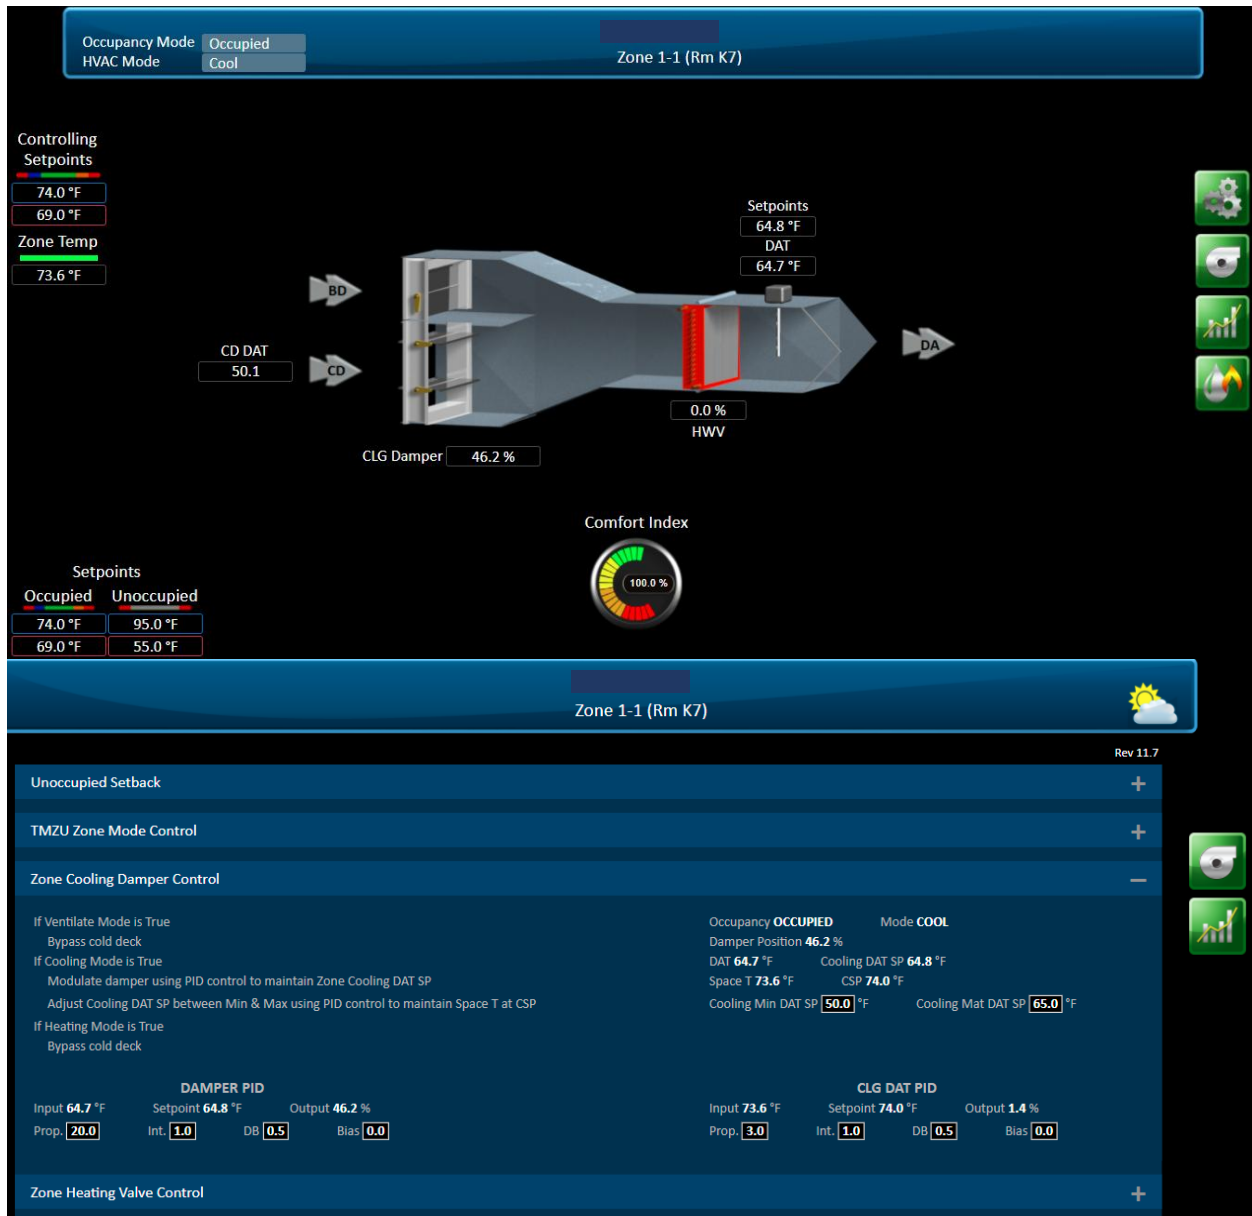 Occupancy Mode Occupied
HVAC Mode Cool
Zone 1-1 (Rm K7)
Controlling
Setpoints
74.0 °F
69.0 °F
Zone Temp
73.6 °F
Setpoints
64.8 °F
DAT
64.7 °F
BD
CD DAT
50.1
CD
DA
0.0 %
HWV
CLG Damper 46.2 %
Comfort Index
100.0 %
Setpoints
Occupied Unoccupied
74.0 °F 95.0 °F
69.0 °F 55.0 °F
Zone 1-1 (Rm K7)
Rev 11.7
Unoccupied Setback
TMZU Zone Mode Control
Zone Cooling Damper Control
If Ventilate Mode is True
Bypass cold deck
If Cooling Mode is True
Modulate damper using PID control to maintain Zone Cooling DAT SP
Adjust Cooling DAT SP between Min & Max using PID control to maintain Space T at CSP
If Heating Mode is True
Bypass cold deck
Occupancy OCCUPIED Mode COOL
Damper Position 46.2 %
DAT 64.7 °F Cooling DAT SP 64.8 °F
Space T 73.6 °F CSP 74.0 °F
Cooling Min DAT SP 50.0 °F Cooling Mat DAT SP 65.0 °F
DAMPER PID
Input 64.7 °F Setpoint 64.8 °F Output 46.2 %
Prop. 20.0 Int. 1.0 DB 0.5 Bias 0.0
CLG DAT PID
Input 73.6 °F Setpoint 74.0 °F Output 1.4 %
Prop. 3.0 Int. 1.0 DB 0.5 Bias 0.0
Zone Heating Valve Control